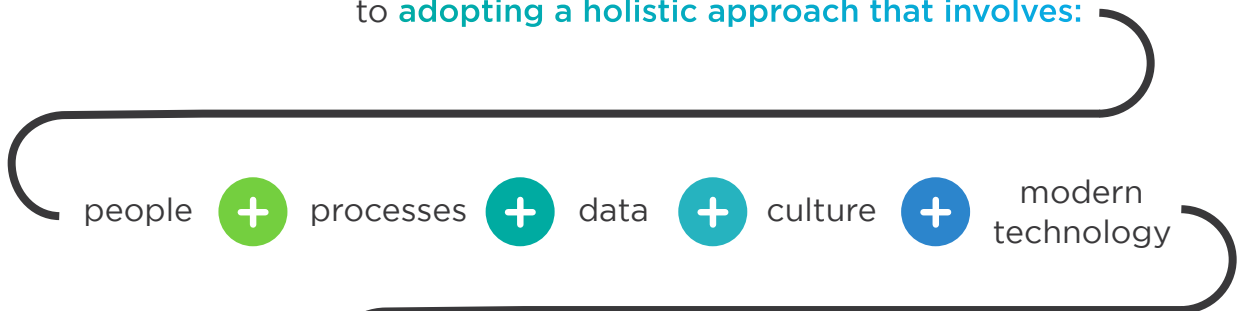 to adopting a holistic approach that involves:
people + processes + data + culture + modern
technology